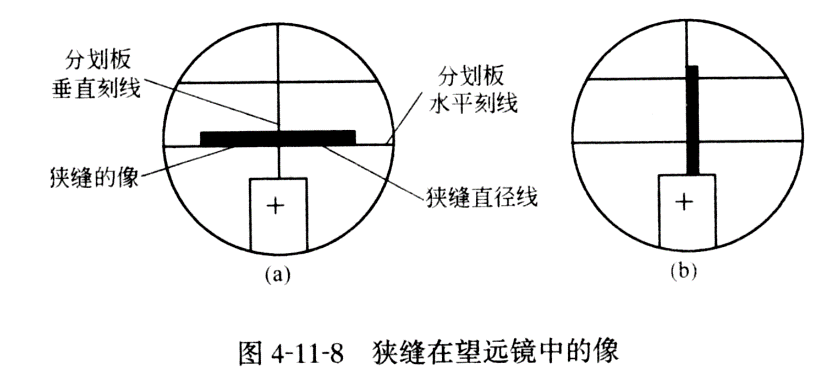 分划板
垂直刻线
分划板
水平刻线
狭缝的像
狭缝直径线
(a)
(b)
图 4-11-8 狭缝在望远镜中的像